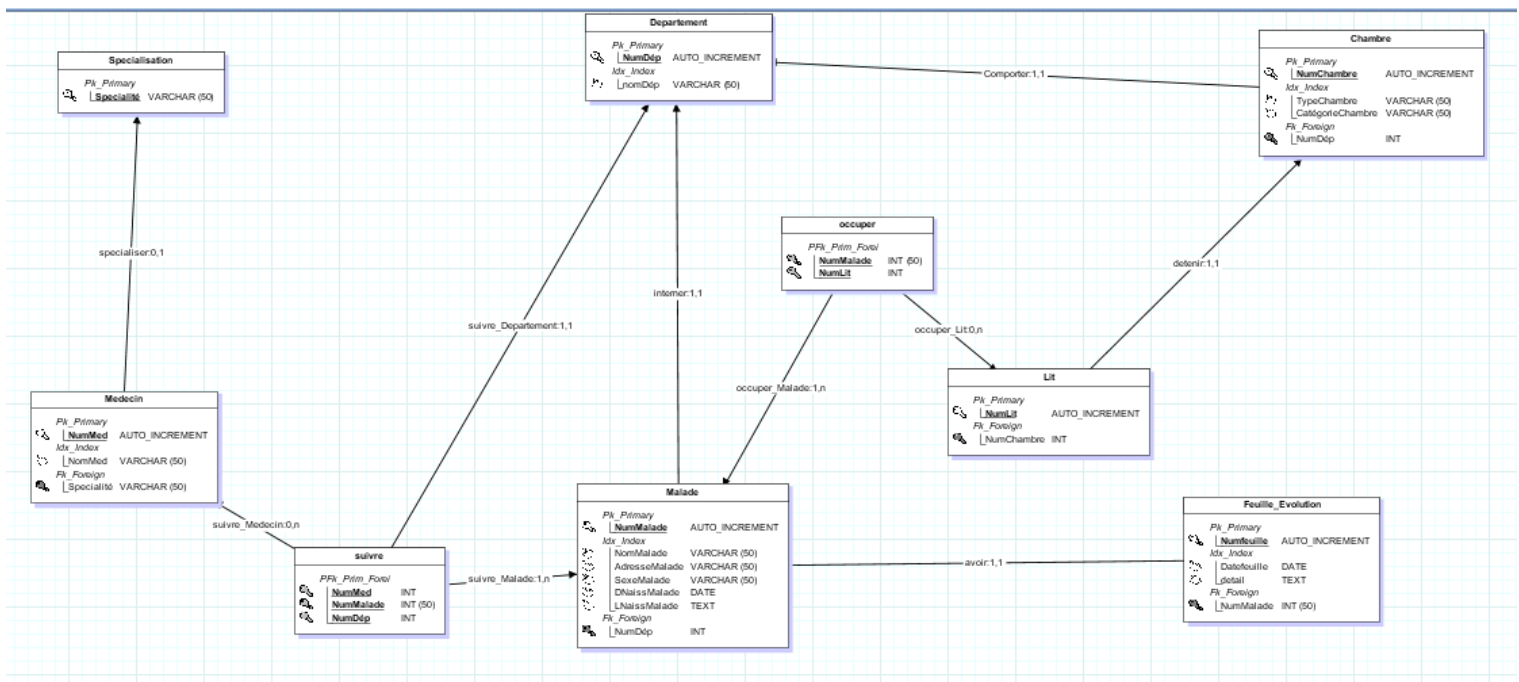 Departement
Pk_Primary
NumDép AUTO_INCREMENT
Idx_Index
nomDép VARCHAR (50)
Chambre
Pk_Primary
NumChambre AUTO_INCREMENT
Idx_Index
TypeChambre VARCHAR (50)
CatégorieChambre VARCHAR (50)
Fk_Foreign
NumDép INT
Specialisation
Pk_Primary
Specialité VARCHAR (50)
Comporter:1,1
occuper
PFk_Prim_Forei
NumMalade INT (50)
NumLit INT
specialiser:0,1
detenir:1,1
interner:1,1
suivre_Departement:1,1
occuper_Lit:0,n
occuper_Malade:1,n
Lit
Pk_Primary
NumLit AUTO_INCREMENT
Fk_Foreign
NumChambre INT
Medecin
Pk_Primary
NumMed AUTO_INCREMENT
Idx_Index
NomMed VARCHAR (50)
Fk_Foreign
Specialité VARCHAR (50)
suivre_Medecin:0,n
suivre
PFk_Prim_Forei
NumMed INT
NumMalade INT (50)
NumDép INT
suivre_Malade:1,n
Malade
Pk_Primary
NumMalade AUTO_INCREMENT
Idx_Index
NomMalade VARCHAR (50)
AdresseMalade VARCHAR (50)
SexeMalade VARCHAR (50)
DNaissMalade DATE
LNaissMalade TEXT
Fk_Foreign
NumDép INT
avoir:1,1
Feuille_Evolution
Pk_Primary
Numfeuille AUTO_INCREMENT
Idx_Index
Datefeuille DATE
detail TEXT
Fk_Foreign
NumMalade INT (50)